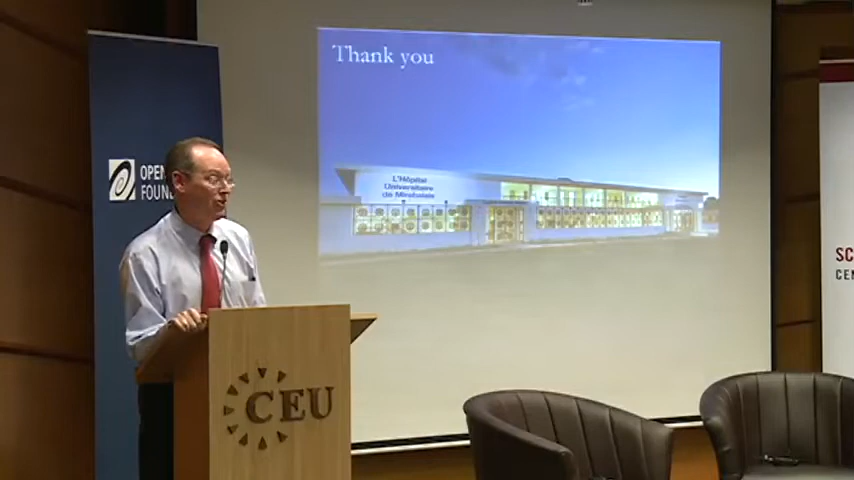 Thank you
L'Hôpital
Universitaire
de Mirebalais
OPEN
FOUN
CEU
SC
CEN